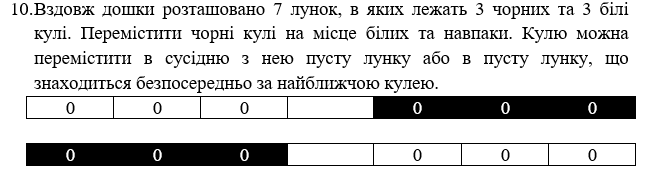 10.Вздовж дошки розташовано 7 лунок, в яких лежать 3 чорних та 3 білі
кулі. Перемістити чорні кулі на місце білих та навпаки. Кулю можна
перемістити в сусідню з нею пусту лунку або в пусту лунку, що
знаходиться безпосередньо за найближчою кулею.
0 0 0 0 0 0
0 0 0 0 0 0